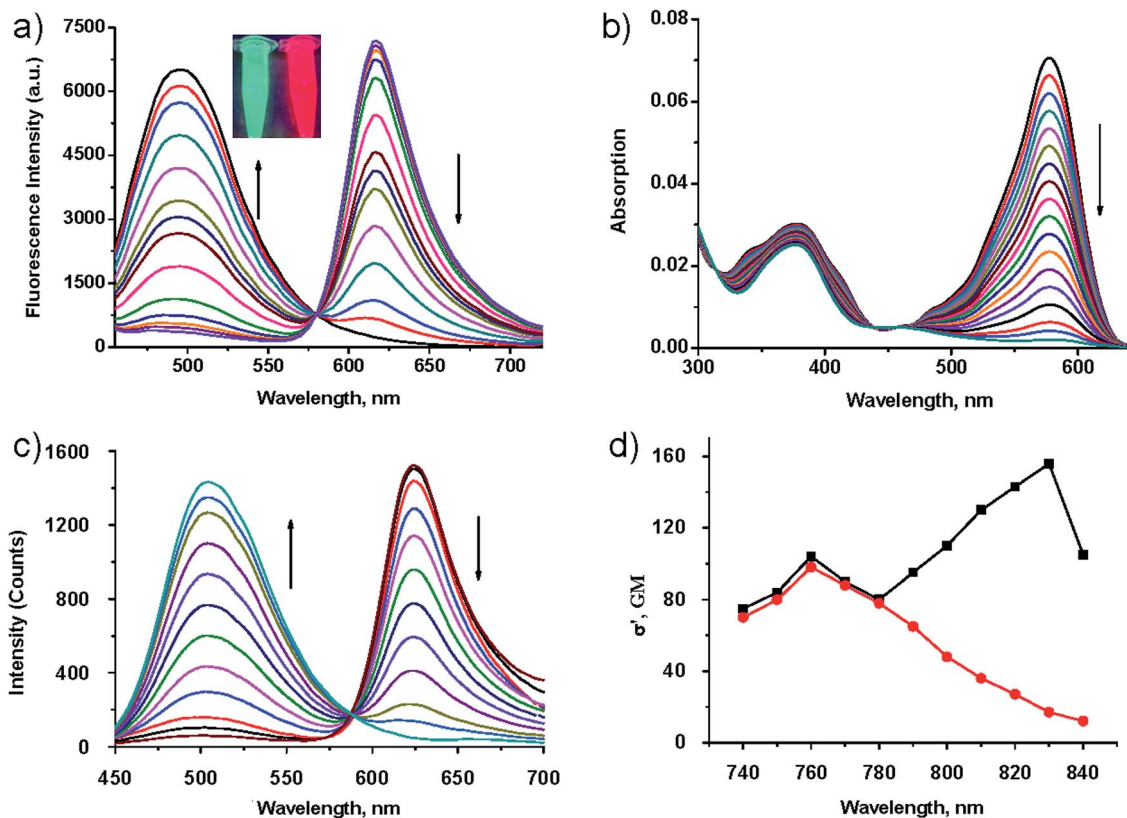 a)
7500
6000
4500
3000
1500
0
Fluorescence Intensity (a.u.)
500 550 600 650 700
Wavelength, nm
b)
0.08
0.06
0.04
0.02
0.00
Absorption
300 400 500 600
Wavelength, nm
c)
1600
1200
800
400
0
Intensity (Counts)
450 500 550 600 650 700
Wavelength, nm
d)
160
120
80
40
0
σ', GM
740 760 780 800 820 840
Wavelength, nm